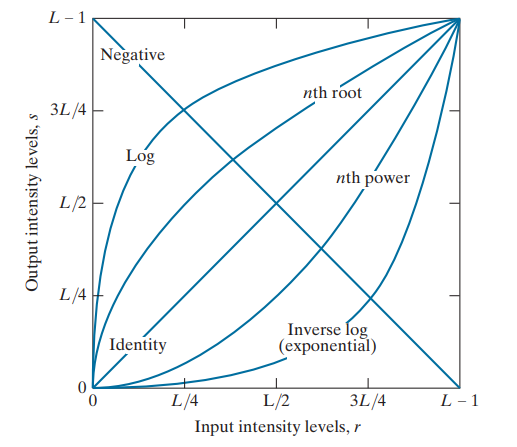 L – 1
Negative
nth root
3L/4
Log
nth power
L/2
Output intensity levels, s
L/4
Inverse log
Identity
(exponential)
0
0
L/4
L/2
3L/4
L – 1
Input intensity levels, r